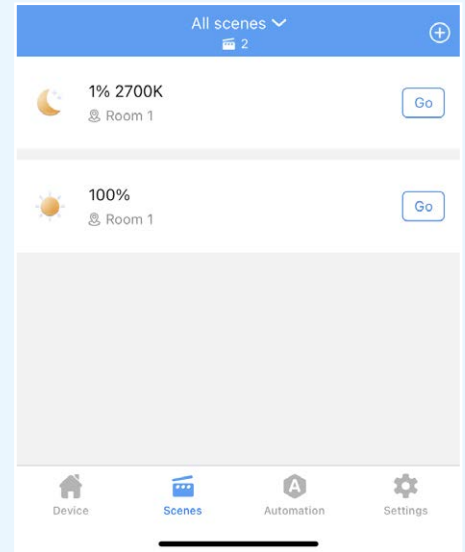 All scenes
2
1% 2700K
Room 1
Go
100%
Room 1
Go
Device
Scenes
A
Automation
Settings